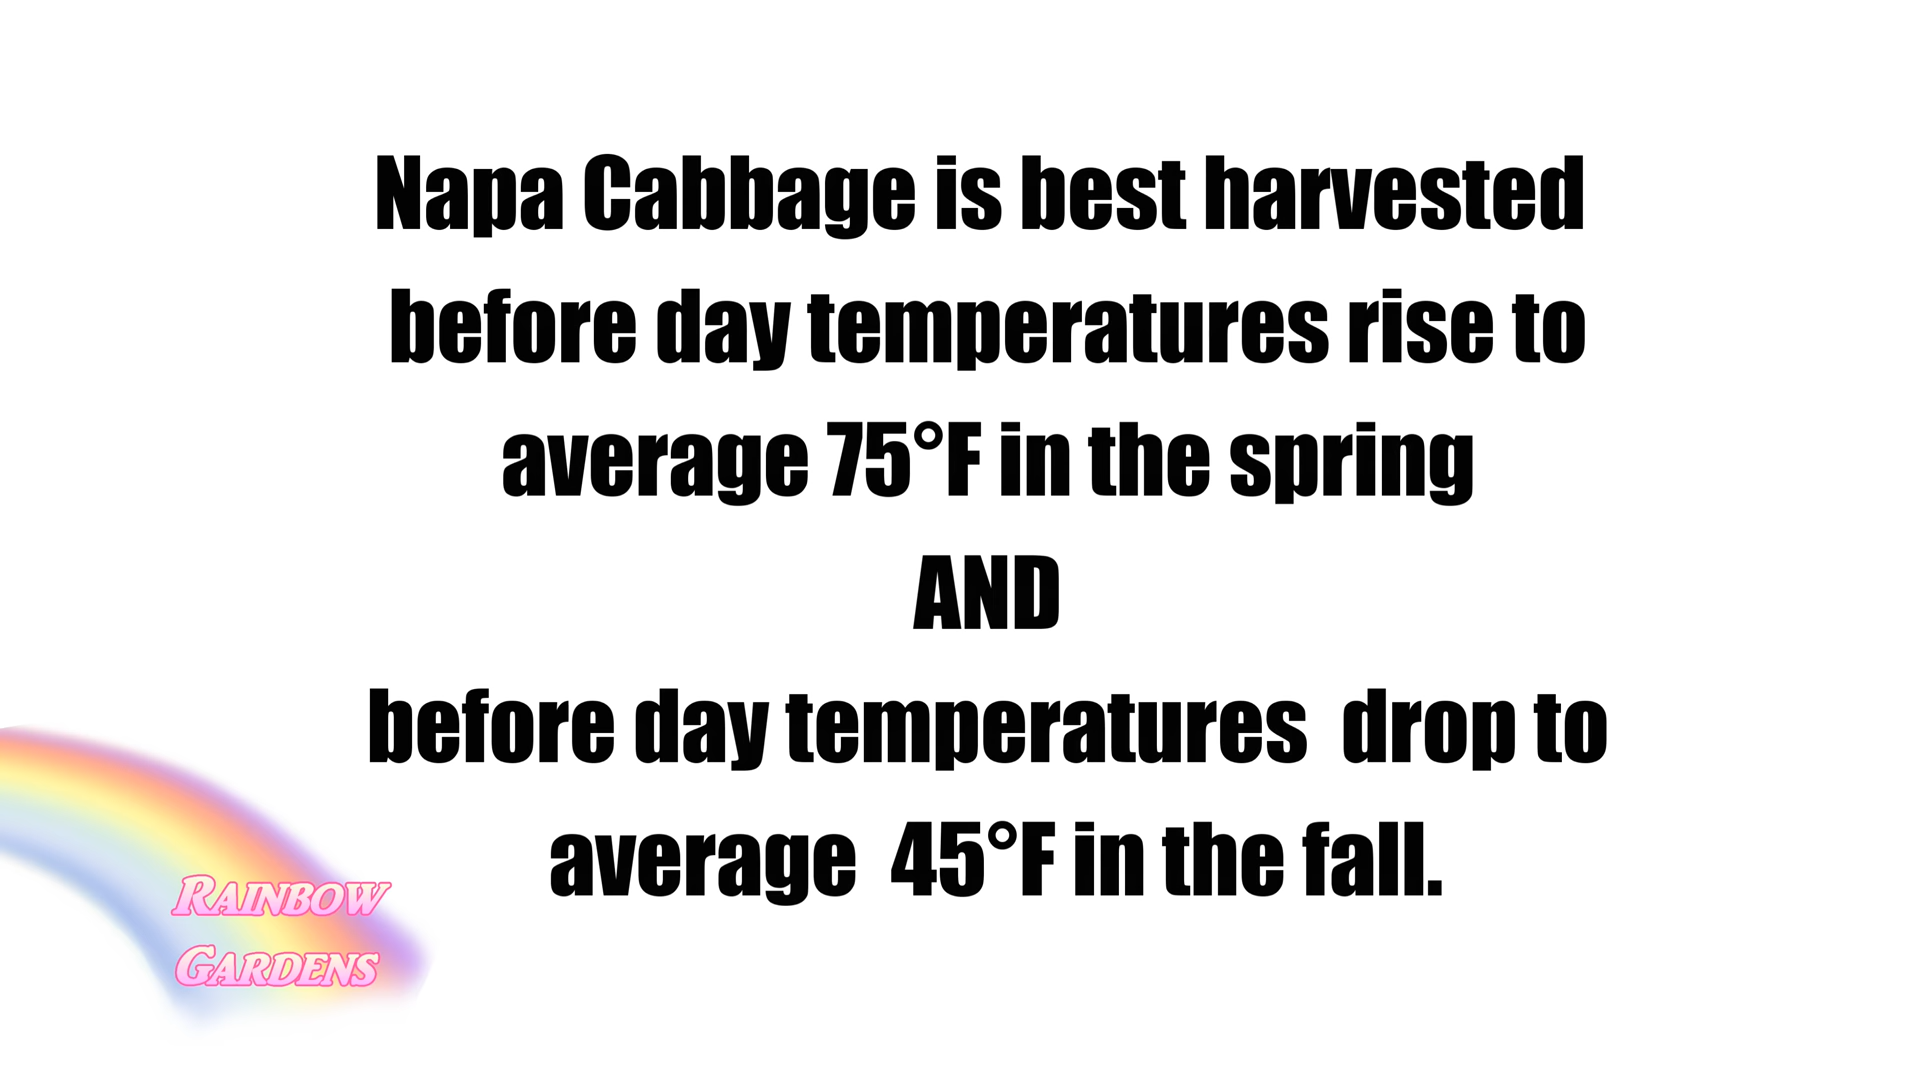 Napa Cabbage is best harvested
before day temperatures rise to
average 75°F in the spring
AND
before day temperatures  drop to
average  45°F in the fall.
RAINBOW
GARDENS